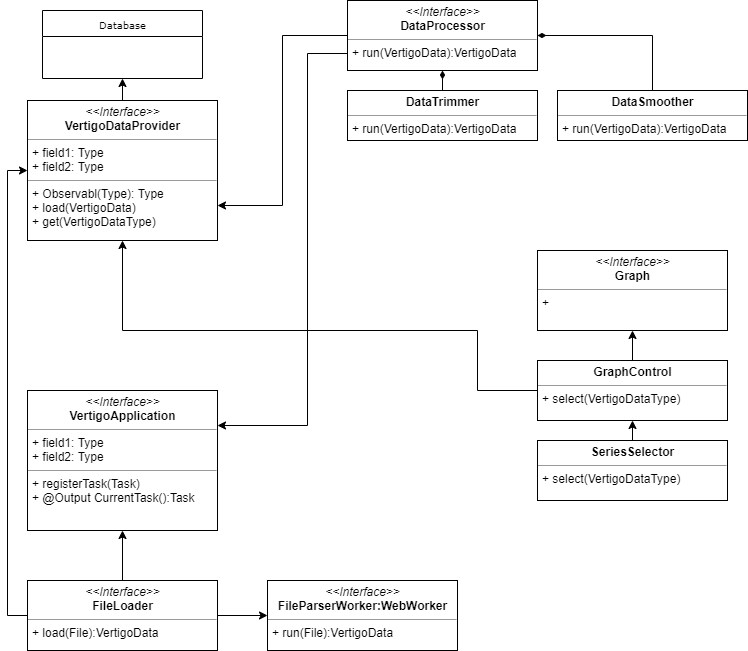 Database
<<Interface>>
VertigoDataProvider
+ field1: Type
+ field2: Type
+ Observabl(Type): Type
+ load(VertigoData)
+ get(VertigoDataType)
<<Interface>>
DataProcessor
+ run(VertigoData):VertigoData
DataTrimmer
+ run(VertigoData):VertigoData
DataSmoother
+ run(VertigoData):VertigoData
<<Interface>>
Graph
+
GraphControl
+ select(VertigoDataType)
SeriesSelector
+ select(VertigoDataType)
<<Interface>>
VertigoApplication
+ field1: Type
+ field2: Type
+ registerTask(Task)
+ @Output CurrentTask():Task
<<Interface>>
FileLoader
+ load(File):VertigoData
<<Interface>>
FileParserWorker:WebWorker
+ run(File):VertigoData